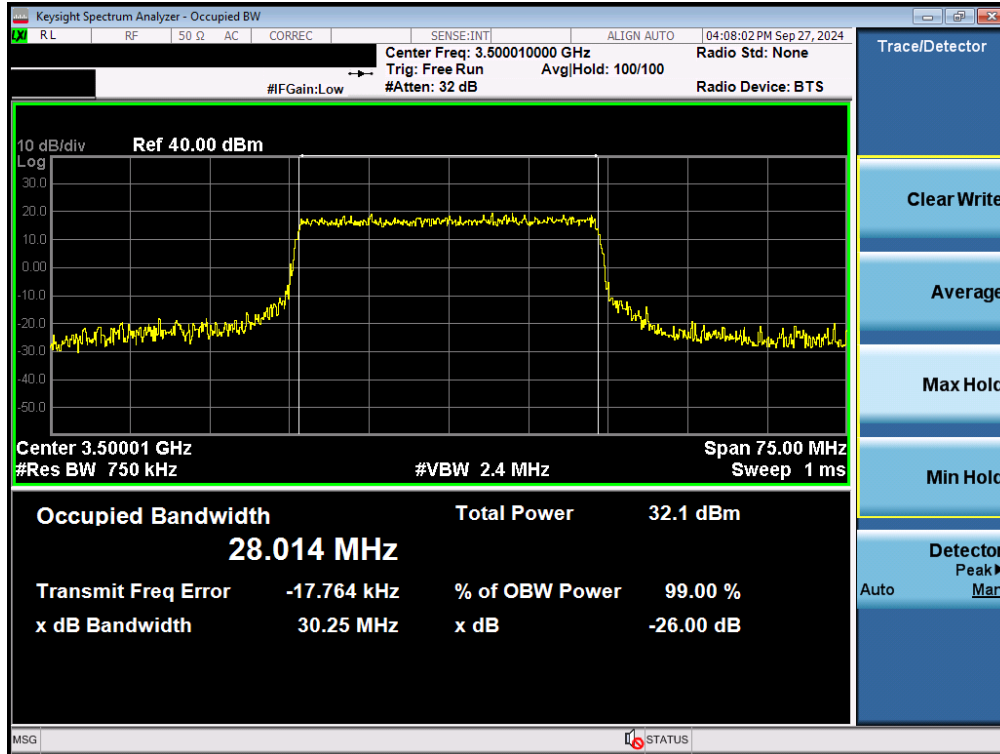 Keysight Spectrum Analyzer - Occupied BW
LXI RL RF 50 Ω AC CORREC SENSE:INT ALIGN AUTO 04:08:02 PM Sep 27, 2024
Center Freq: 3.500010000 GHz Radio Std: None
Trig: Free Run Avg|Hold: 100/100
#IFGain:Low #Atten: 32 dB Radio Device: BTS
Trace/Detector
10 dB/div Ref 40.00 dBm
Log
30.0
20.0
10.0
0.00
-10.0
-20.0
-30.0
-40.0
-50.0
Center 3.50001 GHz Span 75.00 MHz
#Res BW 750 kHz #VBW 2.4 MHz Sweep 1 ms
Occupied Bandwidth Total Power 32.1 dBm
28.014 MHz
Transmit Freq Error -17.764 kHz % of OBW Power 99.00 %
x dB Bandwidth 30.25 MHz x dB -26.00 dB
Clear Write
Average
Max Hold
Min Hold
Detector
Peak
Auto Man
MSG STATUS